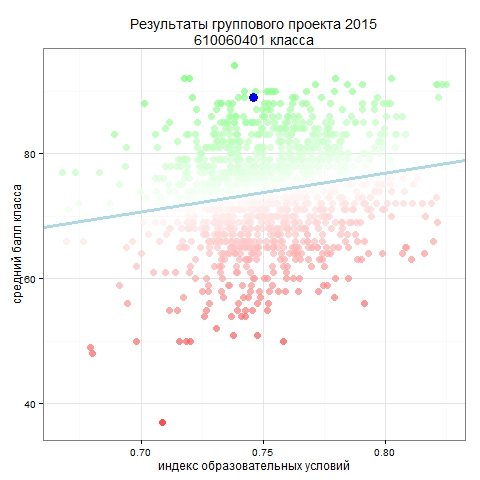 Результаты группового проекта 2015
610060401 класса
средний балл класса
80
60
40
0.70 0.75 0.80
индекс образовательных условий